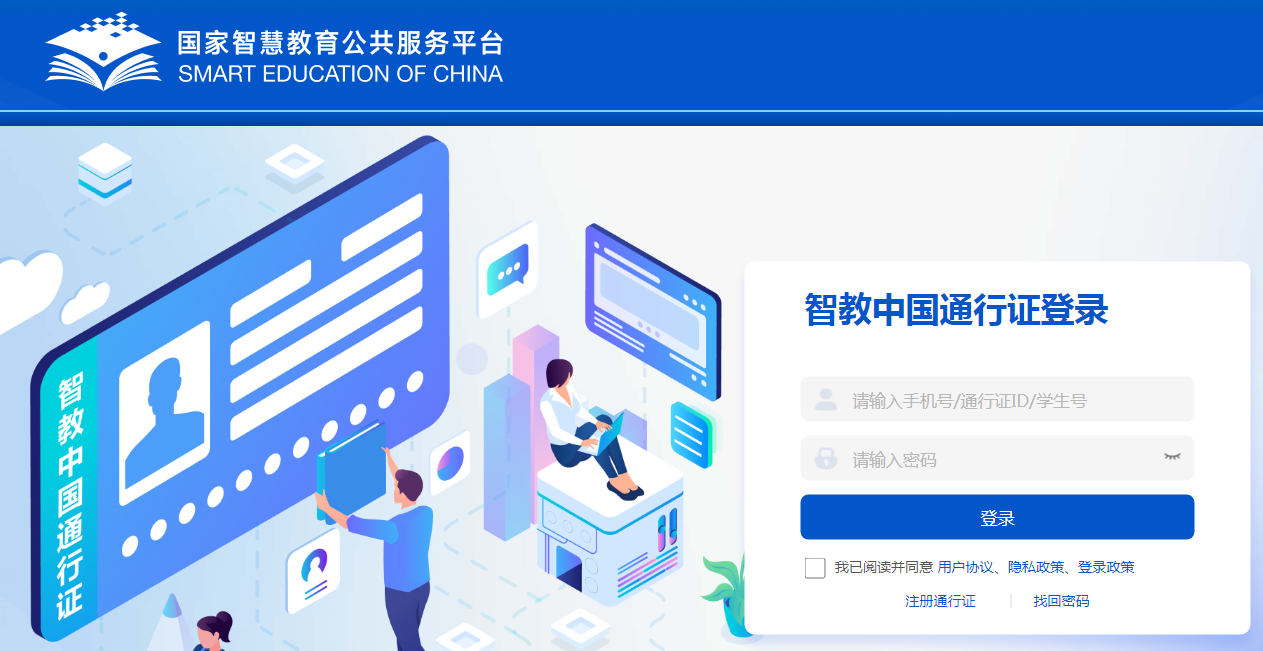 国家智慧教育公共服务平台
SMART EDUCATION OF CHINA
智教中国通行证
智教中国通行证登录
请输入手机号/通行证ID/学生号
请输入密码
登录
我已阅读并同意 用户协议、隐私政策、登录政策
注册通行证 | 找回密码